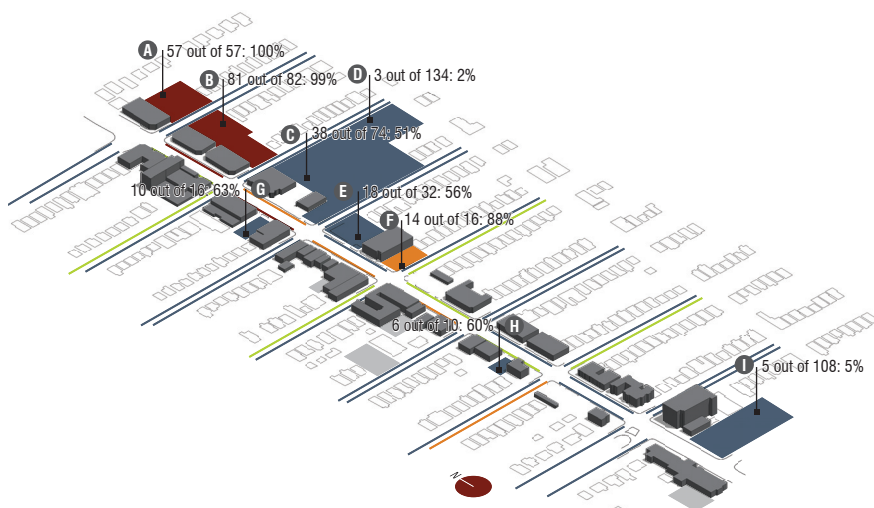 A 57 out of 57: 100%
B 81 out of 82: 99%
D 3 out of 134: 2%
C 38 out of 74: 51%
10 out of 16: 63% G
E 18 out of 32: 56%
F 14 out of 16: 88%
6 out of 10: 60% H
I 5 out of 108: 5%
N